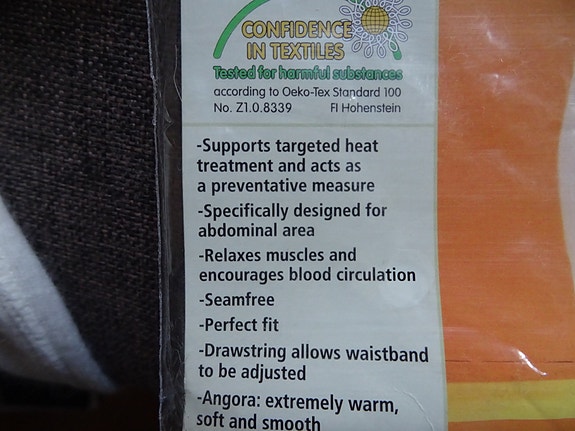 CONFIDENCE
IN TEXTILES
Tested for harmful substances
according to Oeko-Tex Standard 100
No. Z1.0.8339 FI Hohenstein
-Supports targeted heat
treatment and acts as
a preventative measure
-Specifically designed for
abdominal area
-Relaxes muscles and
encourages blood circulation
-Seamfree
-Perfect fit
-Drawstring allows waistband
to be adjusted
-Angora: extremely warm,
soft and smooth